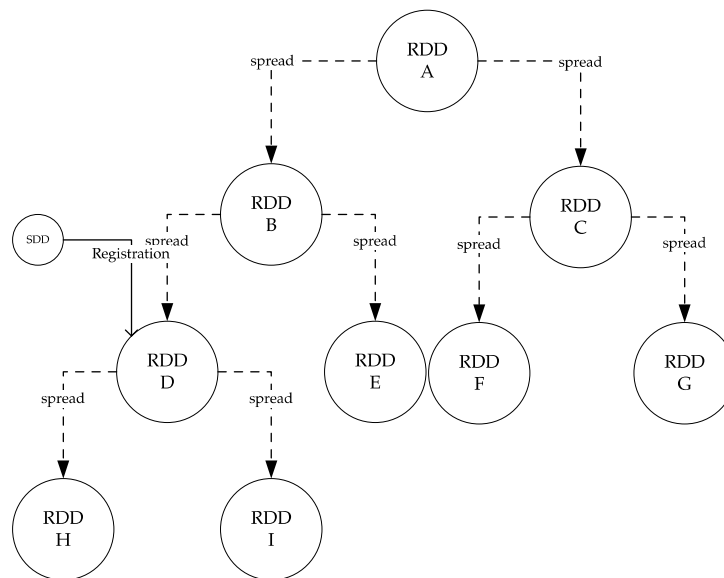 RDD
A
spread
spread
RDD
B
RDD
C
SDD
spread
Registration
spread
spread
spread
RDD
D
RDD
E
RDD
F
RDD
G
spread
spread
RDD
H
RDD
I